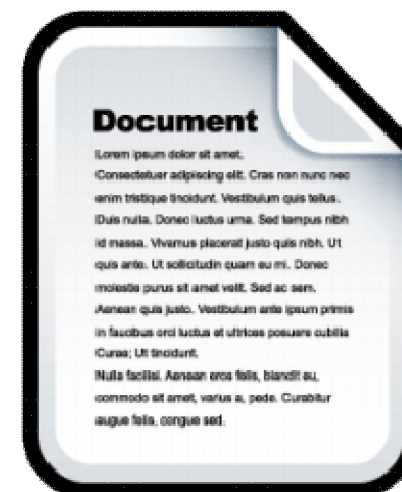 Document
Lorem ipsum dolor sit amet,
Consectetuer adipiscing elit. Cras non nunc nec
enim tristique tincidunt. Vestibulum quis tellus.
Duis nulla. Donec luctus urna. Sed tempus nibh
id massa. Vivamus placerat justo quis nibh. Ut
quis ante. Ut sollicitudin quam eu mi. Donec
molestie purus sit amet velit. Sed ac sem.
Aenean quis justo. Vestibulum ante ipsum primis
in faucibus orci luctus et ultrices posuere cubilia
Curae; Ut tincidunt.
Nulla facilisi. Aenean eros felis, blandit eu,
commodo sit amet, varius a, pede. Curabitur
augue felis, congue sed.